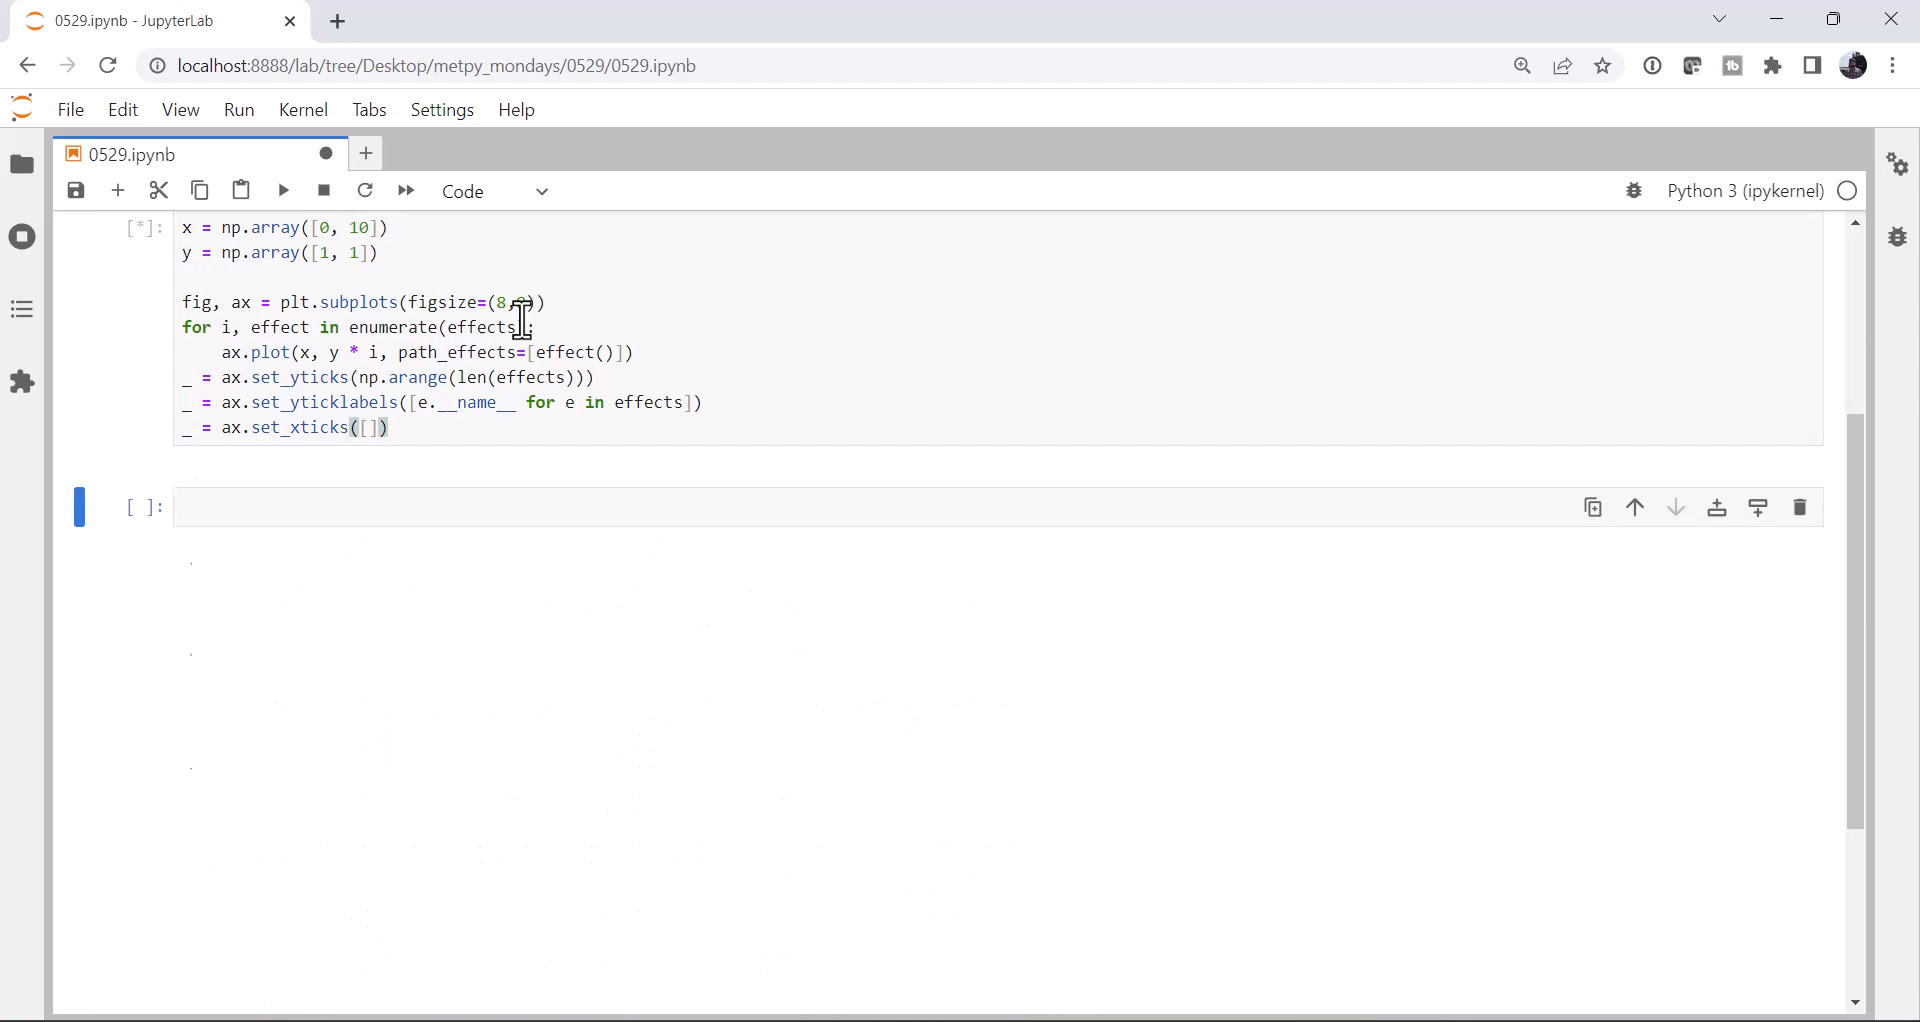 0529.ipynb - JupyterLab
localhost:8888/lab/tree/Desktop/metpy_mondays/0529/0529.ipynb
File Edit View Run Kernel Tabs Settings Help
0529.ipynb
Code
Python 3 (ipykernel)
[*]:
x = np.array([0, 10])
y = np.array([1, 1])
fig, ax = plt.subplots(figsize=(8, ))
for i, effect in enumerate(effects):
ax.plot(x, y * i, path_effects=[effect()])
_ = ax.set_yticks(np.arange(len(effects)))
_ = ax.set_yticklabels([e.__name__ for e in effects])
_ = ax.set_xticks([])
[ ]: